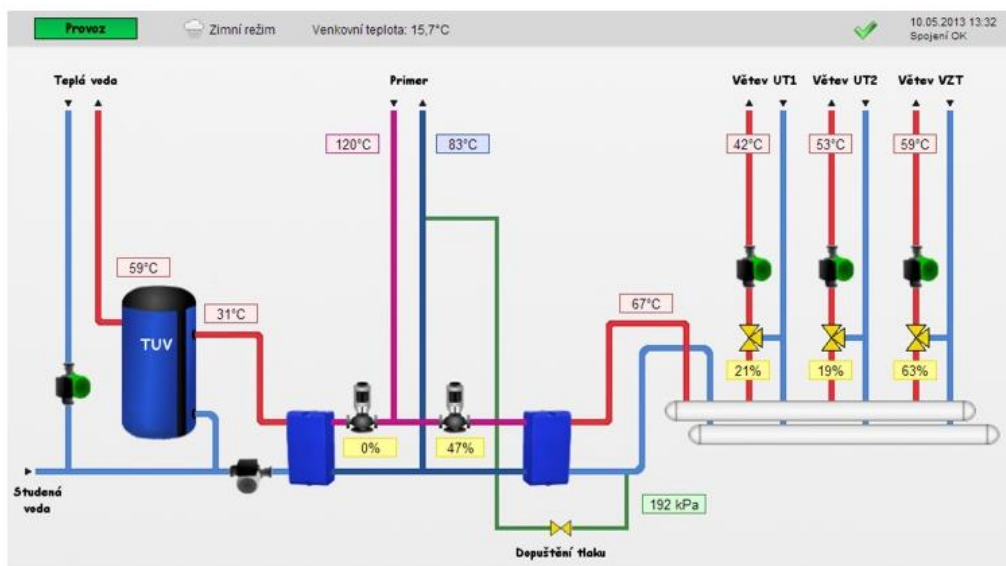 Provoz
Zimní režim
Venkovní teplota: 15,7°C
10.05.2013 13:32
Spojení OK
Teplá voda
Primer
Větev UT1
Větev UT2
Větev VZT
120°C
83°C
42°C
53°C
59°C
59°C
31°C
67°C
TUV
21%
19%
63%
0%
47%
Studená
voda
192 kPa
Dopuštění tlaku